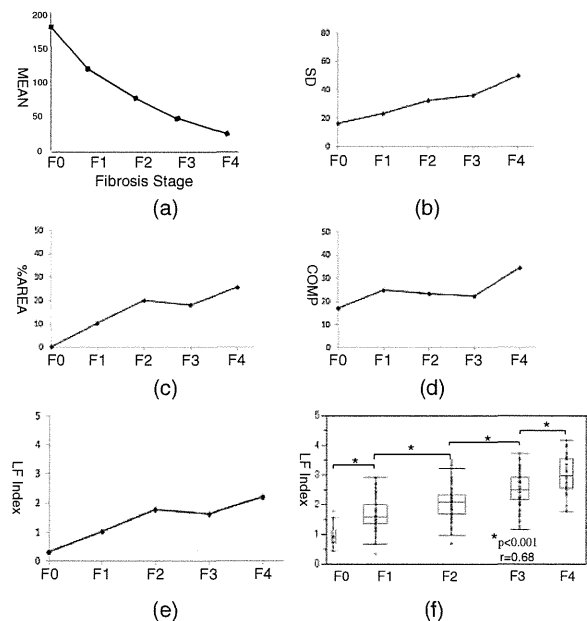 MEAN
200
150
100
50
0
F0 F1 F2 F3 F4
Fibrosis Stage
(a)
SD
80
60
40
20
0
F0 F1 F2 F3 F4
(b)
%AREA
50
40
30
20
10
0
F0 F1 F2 F3 F4
(c)
COMP
50
40
30
20
10
0
F0 F1 F2 F3 F4
(d)
LF Index
5
4
3
2
1
0
F0 F1 F2 F3 F4
(e)
LF Index
5
4
3
2
1
0
* * * *
*p<0.001
r=0.68
F0 F1 F2 F3 F4
(f)